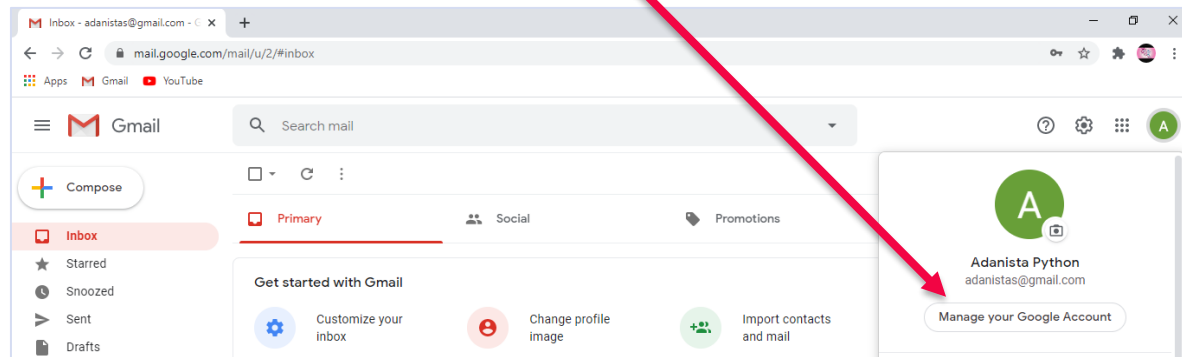 Inbox - adanistas@gmail.com - G
mail.google.com/mail/u/2/#inbox
Apps Gmail YouTube
Gmail
Search mail
A
Compose
Primary
Social
Promotions
Inbox
Starred
Snoozed
Sent
Drafts
Get started with Gmail
Customize your
inbox
Change profile
image
Import contacts
and mail
A
Adanista Python
adanistas@gmail.com
Manage your Google Account